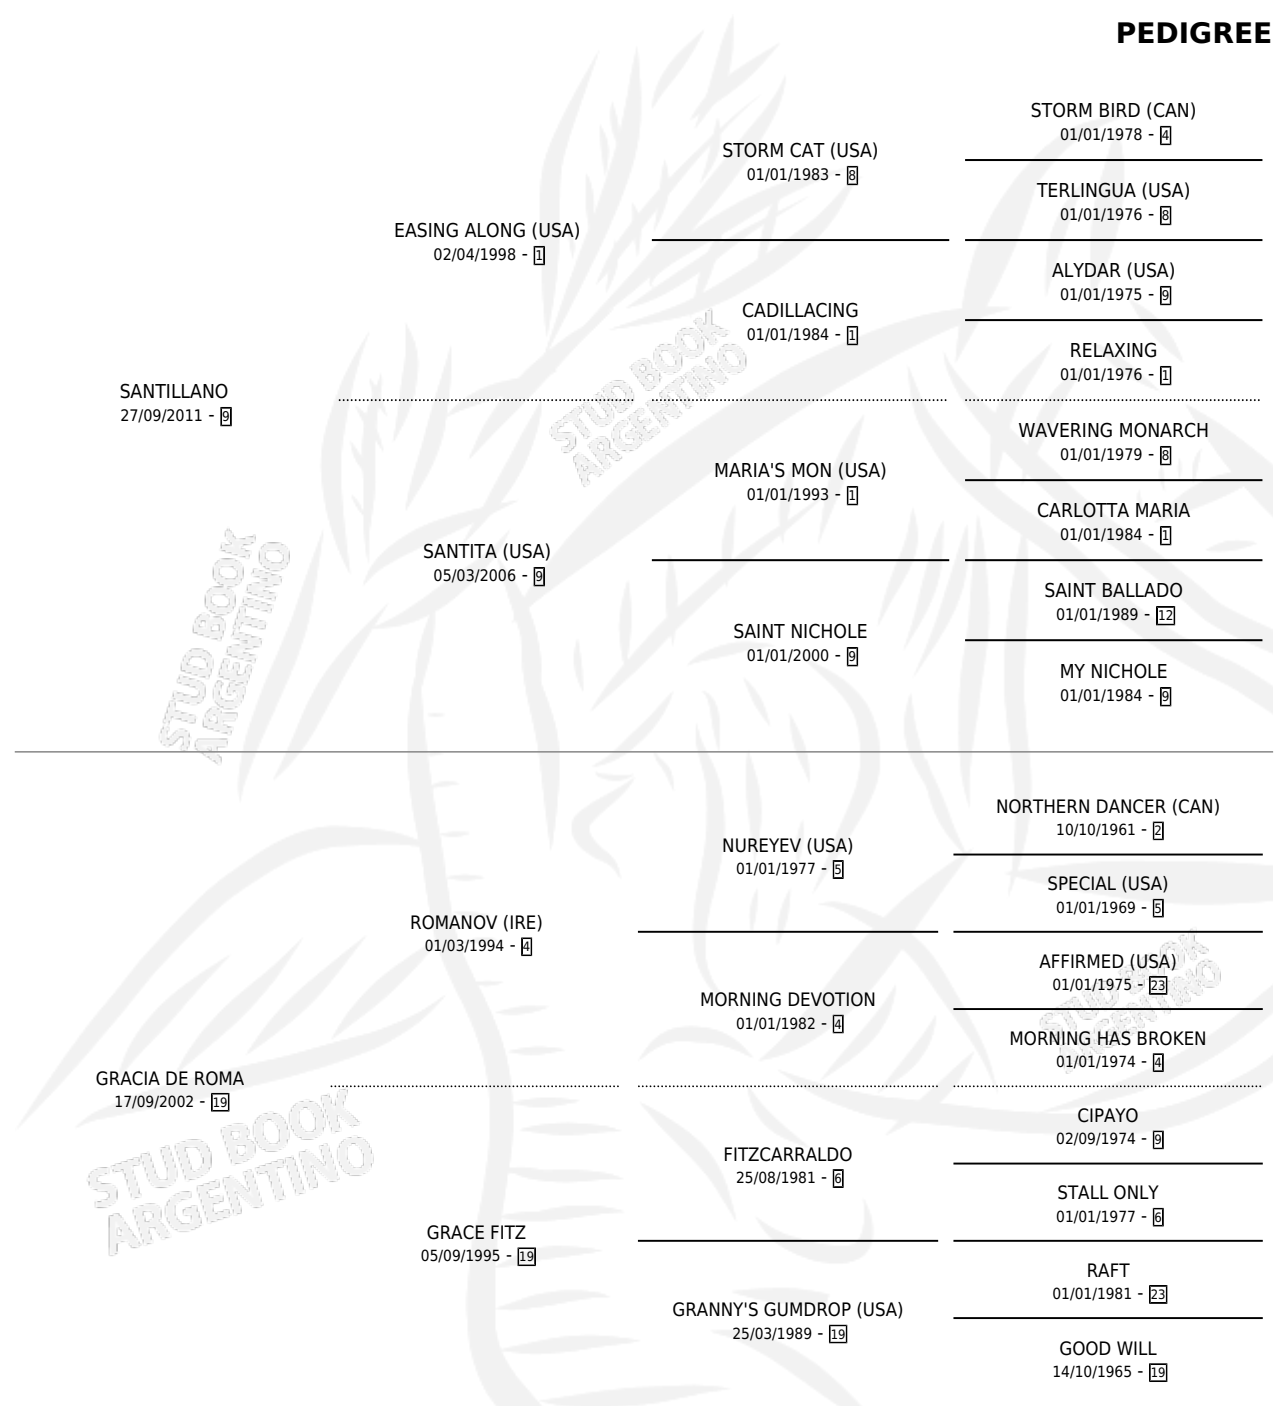 PEDIGREE
STORM BIRD (CAN)
01/01/1978 - 4
STORM CAT (USA)
01/01/1983 - 8
TERLINGUA (USA)
01/01/1976 - 8
EASING ALONG (USA)
02/04/1998 - 1
ALYDAR (USA)
01/01/1975 - 9
CADILLACING
01/01/1984 - 1
RELAXING
01/01/1976 - 1
SANTILLANO
27/09/2011 - 9
WAVERING MONARCH
01/01/1979 - 8
MARIA'S MON (USA)
01/01/1993 - 1
CARLOTTA MARIA
01/01/1984 - 1
SANTITA (USA)
05/03/2006 - 9
SAINT BALLADO
01/01/1989 - 12
SAINT NICHOLE
01/01/2000 - 9
MY NICHOLE
01/01/1984 - 9
NORTHERN DANCER (CAN)
10/10/1961 - 2
NUREYEV (USA)
01/01/1977 - 5
SPECIAL (USA)
01/01/1969 - 5
ROMANOV (IRE)
01/03/1994 - 4
AFFIRMED (USA)
01/01/1975 - 23
MORNING DEVOTION
01/01/1982 - 4
MORNING HAS BROKEN
01/01/1974 - 4
GRACIA DE ROMA
17/09/2002 - 19
CIPAYO
02/09/1974 - 9
FITZCARRALDO
25/08/1981 - 6
STALL ONLY
01/01/1977 - 6
GRACE FITZ
05/09/1995 - 19
RAFT
01/01/1981 - 23
GRANNY'S GUMDROP (USA)
25/03/1989 - 19
GOOD WILL
14/10/1965 - 19
STUD BOOK
ARGENTINO
STUD BOOK
ARGENTINO
STUD BOOK
ARGENTINO
STUD BOOK
ARGENTINO